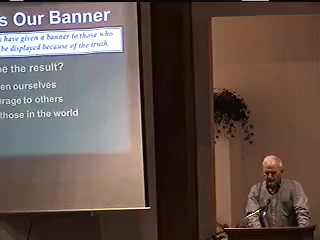 s Our Banner
have given a banner to those who
be displayed because of the truth
be the result?
en ourselves
urage to others
those in the world